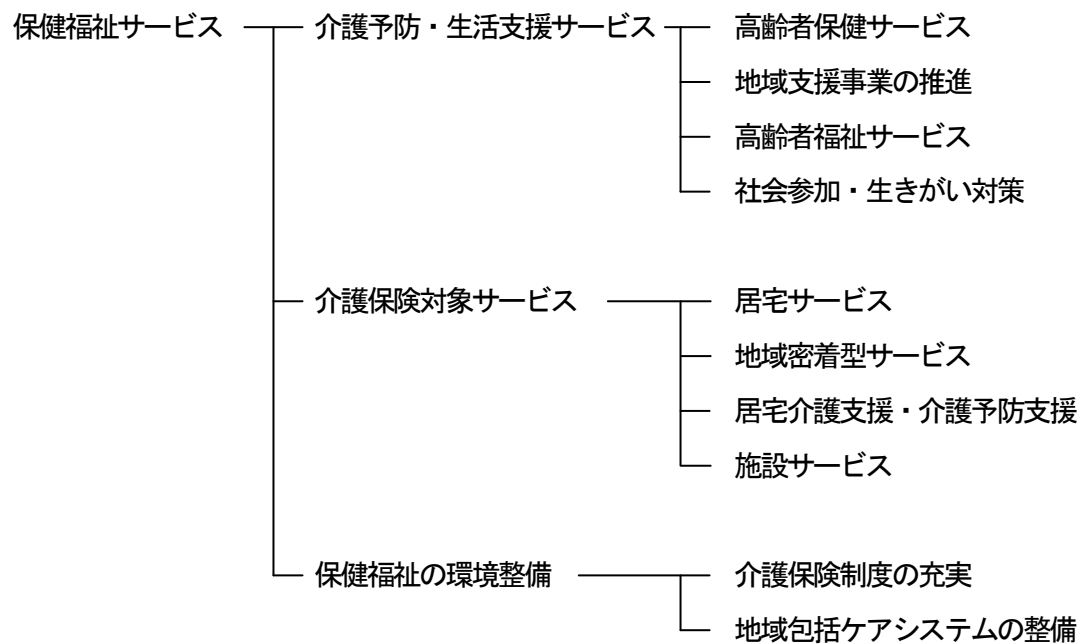 保健福祉サービス
介護予防・生活支援サービス
高齢者保健サービス
地域支援事業の推進
高齢者福祉サービス
社会参加・生きがい対策
介護保険対象サービス
居宅サービス
地域密着型サービス
居宅介護支援・介護予防支援
施設サービス
保健福祉の環境整備
介護保険制度の充実
地域包括ケアシステムの整備